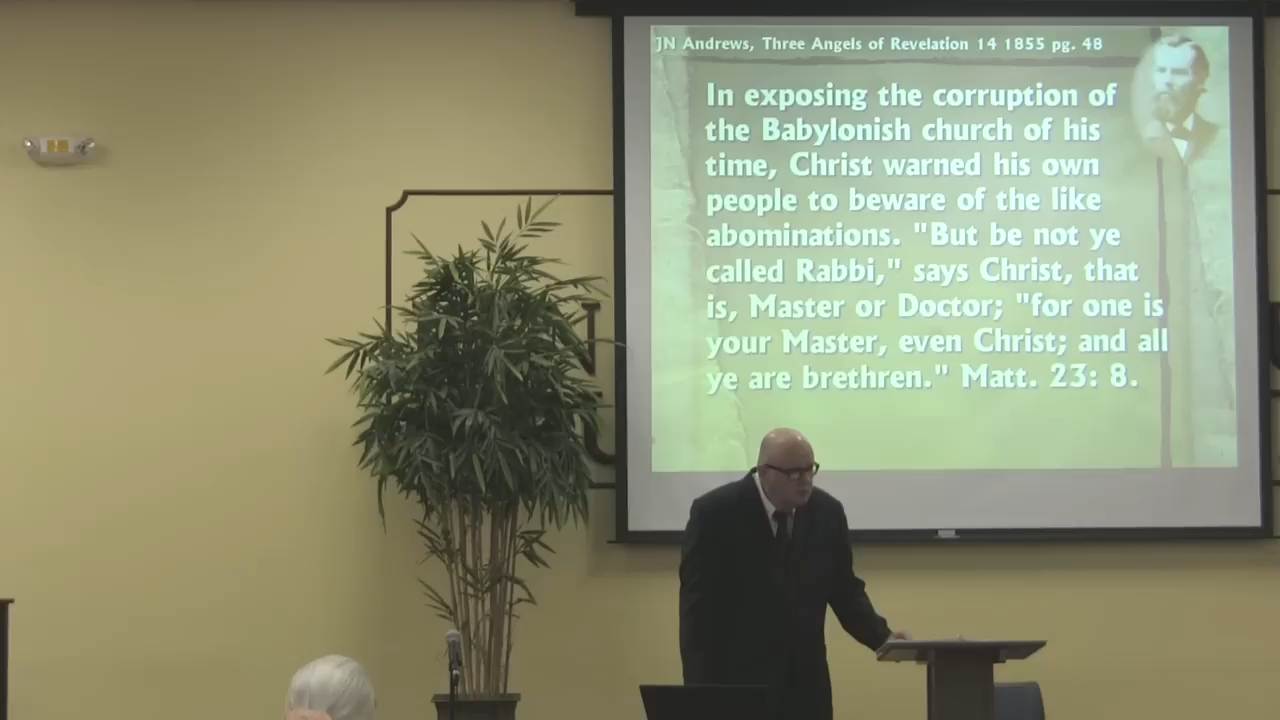 JN Andrews, Three Angels of Revelation 14 1855 pg. 48
In exposing the corruption of
the Babylonish church of his
time, Christ warned his own
people to beware of the like
abominations. "But be not ye
called Rabbi," says Christ, that
is, Master or Doctor; "for one is
your Master, even Christ; and all
ye are brethren." Matt. 23: 8.